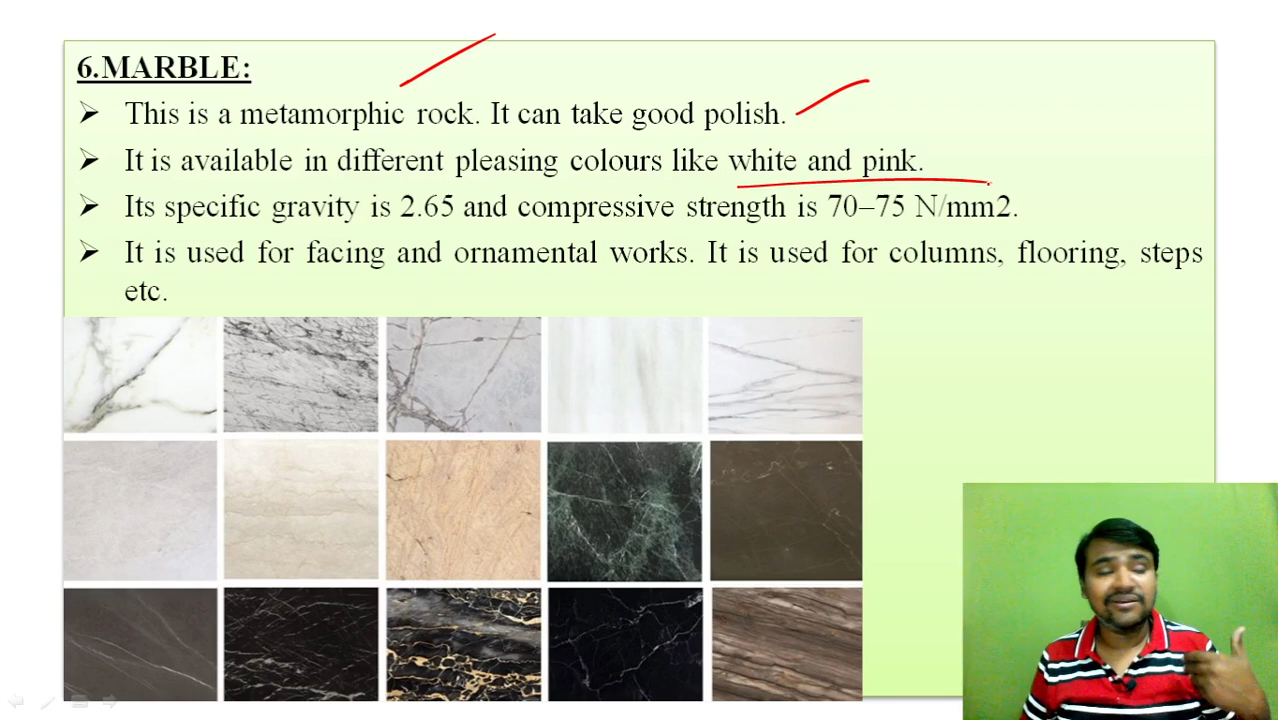 6.MARBLE:
➢ This is a metamorphic rock. It can take good polish.
➢ It is available in different pleasing colours like white and pink.
➢ Its specific gravity is 2.65 and compressive strength is 70–75 N/mm2.
➢ It is used for facing and ornamental works. It is used for columns, flooring, steps
etc.